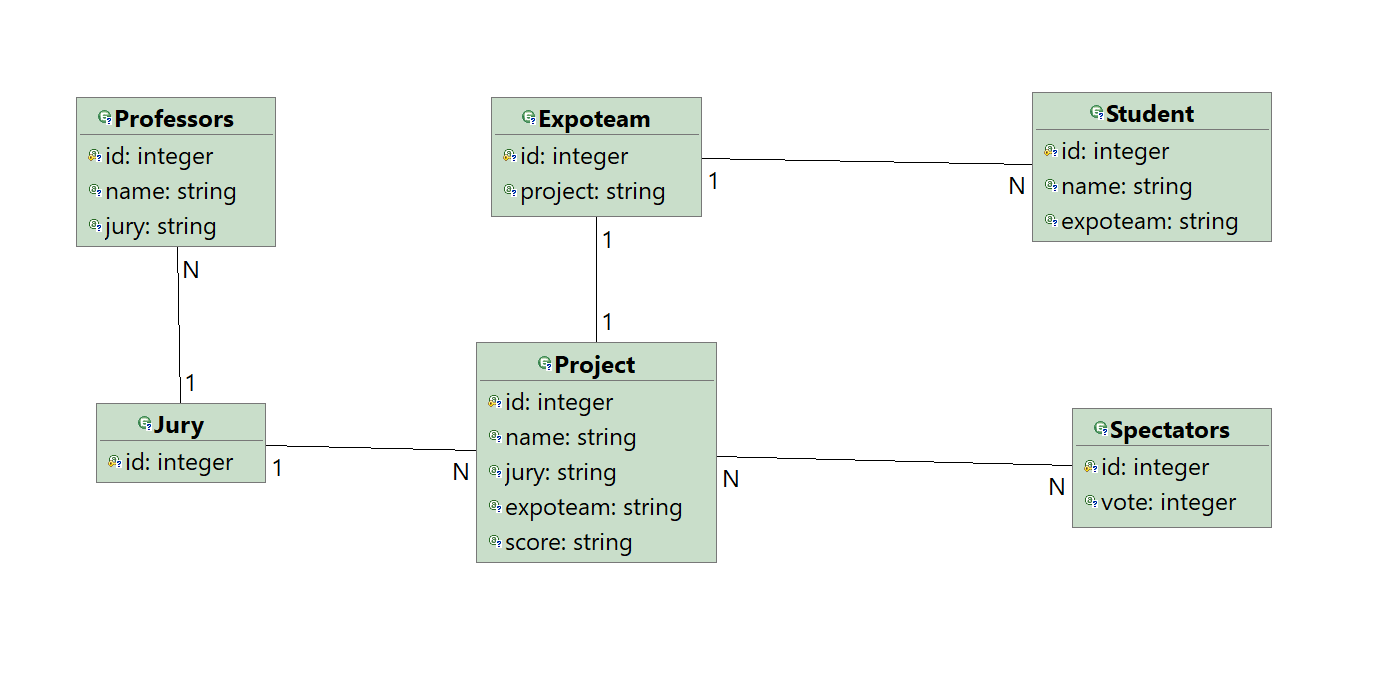 Professors
id: integer
name: string
jury: string
Expoteam
id: integer
project: string
Student
id: integer
name: string
expoteam: string
1
N
N
1
1
1
Jury
id: integer
1
N
Project
id: integer
name: string
jury: string
expoteam: string
score: string
N
N
Spectators
id: integer
vote: integer